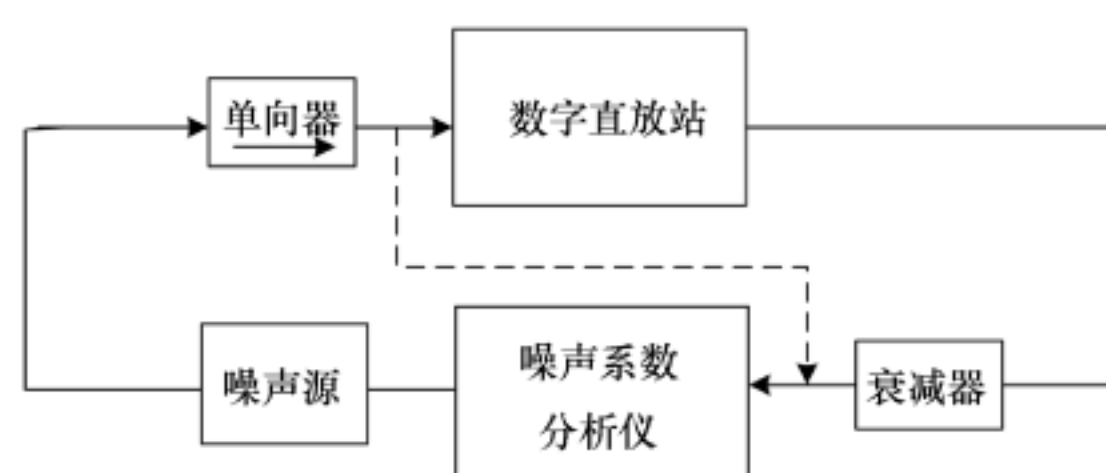 单向器
数字直放站
噪声源
噪声系数
分析仪
衰减器